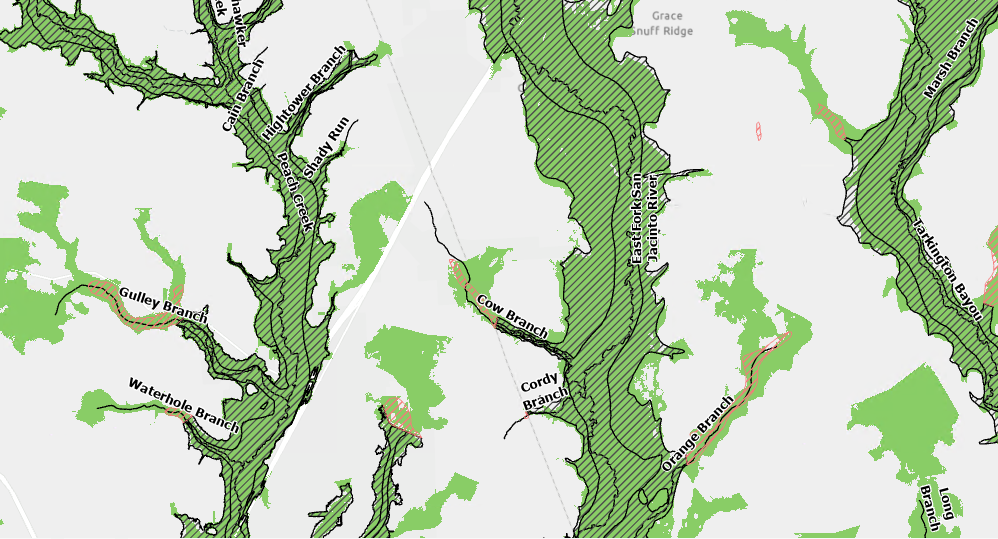 Grace
Snuff Ridge
Marsh Branch
Cain Branch
Hightower Branch
Shady Run
Peach Creek
East Fork San
Jacinto River
Tarkington Bayou
Gulley Branch
Cow Branch
Waterhole Branch
Cordy
Branch
Orange Branch
Long
Branch